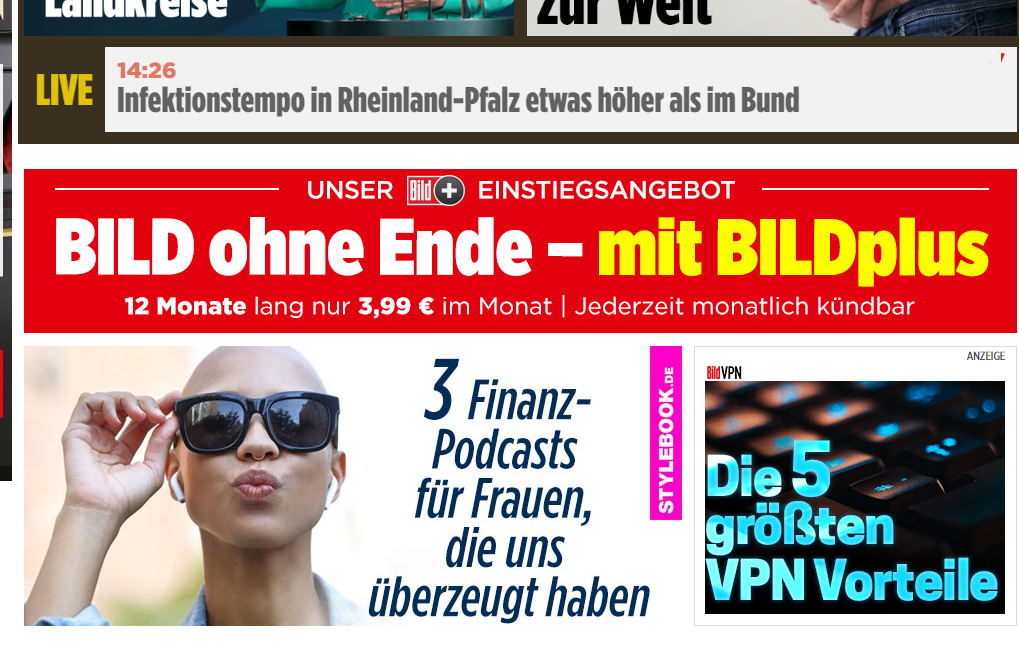 Landkreise
zur Welt
LIVE
14:26
Infektionstempo in Rheinland-Pfalz etwas höher als im Bund
UNSER Bild+ EINSTIEGSANGEBOT
BILD ohne Ende – mit BILDplus
12 Monate lang nur 3,99 € im Monat | Jederzeit monatlich kündbar
3 Finanz-
Podcasts
für Frauen,
die uns
überzeugt haben
STYLEBOOK.DE
ANZEIGE
Bild VPN
Die 5
größten
VPN Vorteile